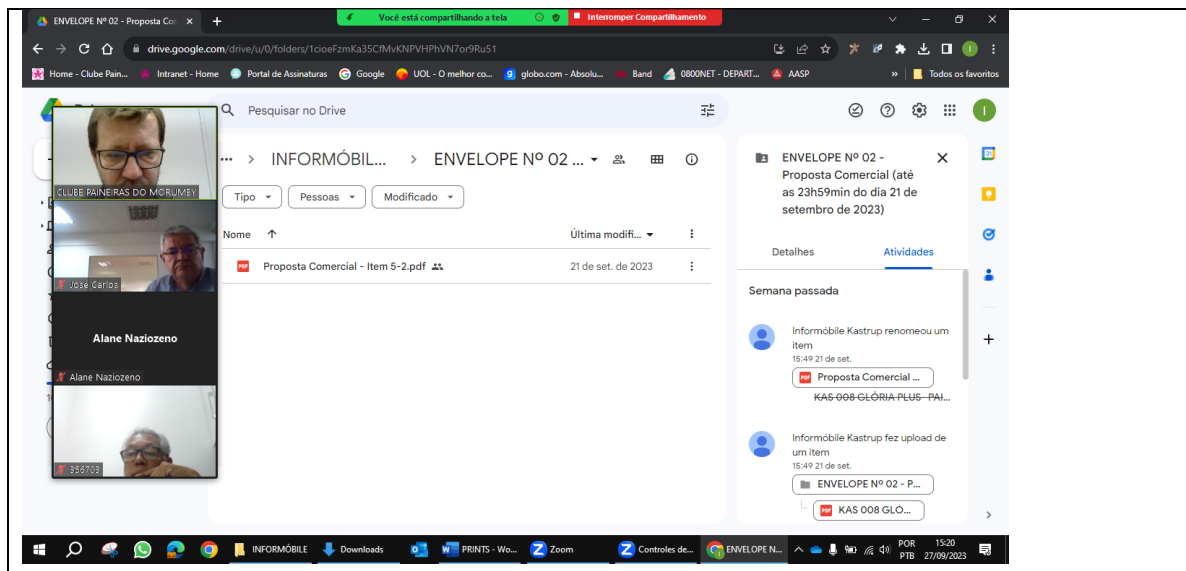 ENVELOPE Nº 02 - Proposta Co
Você está compartilhando a tela
Interromper Compartilhamento
drive.google.com/drive/u/0/folders/1cioeFzmKa35CfMvKNPVHPhVN7or9Ru51
Home - Clube Pain...
Intranet - Home
Portal de Assinaturas
Google
UOL - O melhor co...
globo.com - Absolu...
Band
0800NET - DEPART...
AASP
»
Todos os favoritos
Pesquisar no Drive
I
... > INFORMÓBIL... > ENVELOPE Nº 02 ...
Tipo
Pessoas
Modificado
Nome
Última modifi...
PDF Proposta Comercial - Item 5-2.pdf
21 de set. de 2023
CLUBE PAINEIRAS DO MORUMBY
José Carlos
Alane Naziozeno
Alane Naziozeno
356703
ENVELOPE Nº 02 -
Proposta Comercial (até
as 23h59min do dia 21 de
setembro de 2023)
Detalhes
Atividades
Semana passada
Informóbile Kastrup renomeou um
item
15:49 21 de set.
PDF Proposta Comercial ...
KAS 008 GLÓRIA PLUS- PAI...
Informóbile Kastrup fez upload de
um item
15:49 21 de set.
ENVELOPE Nº 02 - P...
PDF KAS 008 GLÓ...
31
INFORMÓBILE
Downloads
PRINTS - Wo...
Zoom
Controles de...
ENVELOPE N...
POR
PTB
15:20
27/09/2023